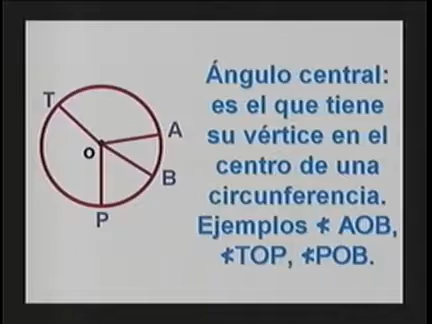 T
A
O
B
P
Ángulo central:
es el que tiene
su vértice en el
centro de una
circunferencia.
Ejemplos ∢ AOB,
∢TOP, ∢POB.